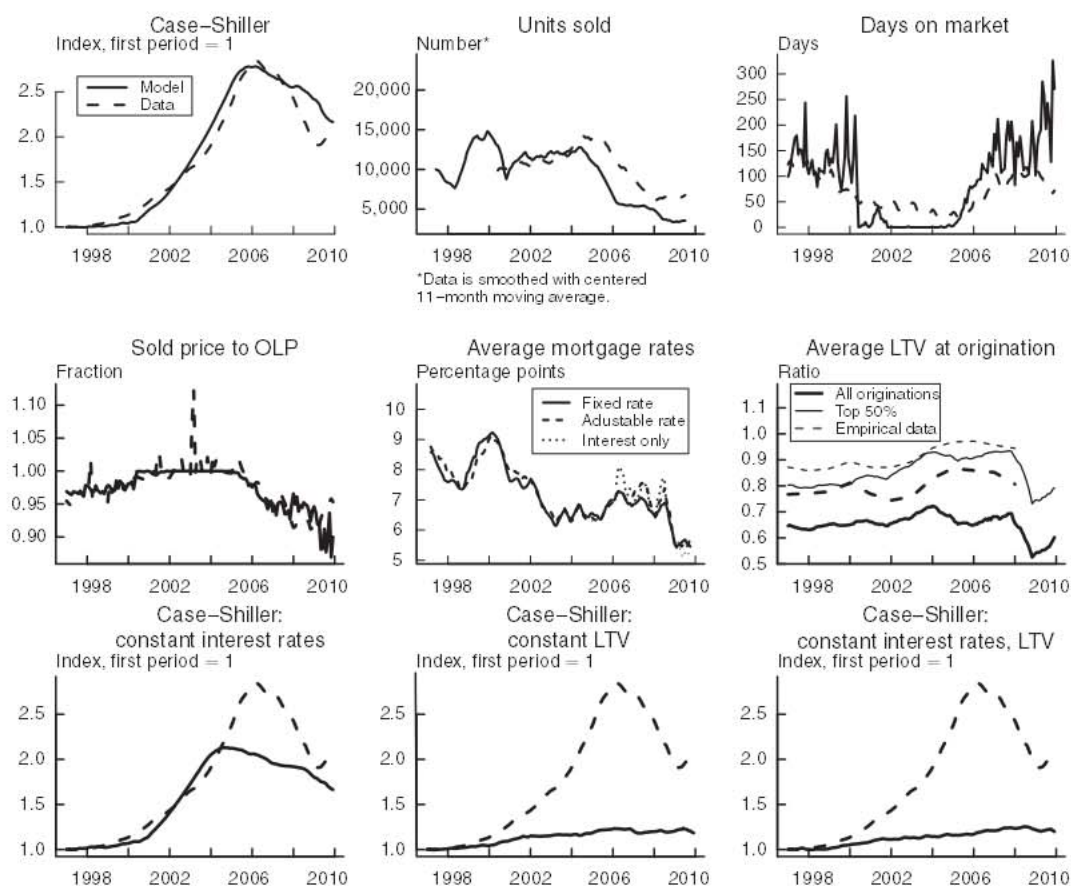 Case–Shiller
Index, first period = 1
2.5
2.0
1.5
1.0
Model
Data
1998 2002 2006 2010
Units sold
Number*
20,000
15,000
10,000
5,000
1998 2002 2006 2010
*Data is smoothed with centered
11–month moving average.
Days on market
Days
300
250
200
150
100
50
0
1998 2002 2006 2010
Sold price to OLP
Fraction
1.10
1.05
1.00
0.95
0.90
1998 2002 2006 2010
Average mortgage rates
Percentage points
10
9
8
7
6
5
Fixed rate
Adustable rate
Interest only
1998 2002 2006 2010
Average LTV at origination
Ratio
1.1
1.0
0.9
0.8
0.7
0.6
0.5
All originations
Top 50%
Empirical data
1998 2002 2006 2010
Case–Shiller:
constant interest rates
Index, first period = 1
2.5
2.0
1.5
1.0
1998 2002 2006 2010
Case–Shiller:
constant LTV
Index, first period = 1
2.5
2.0
1.5
1.0
1998 2002 2006 2010
Case–Shiller:
constant interest rates, LTV
Index, first period = 1
2.5
2.0
1.5
1.0
1998 2002 2006 2010